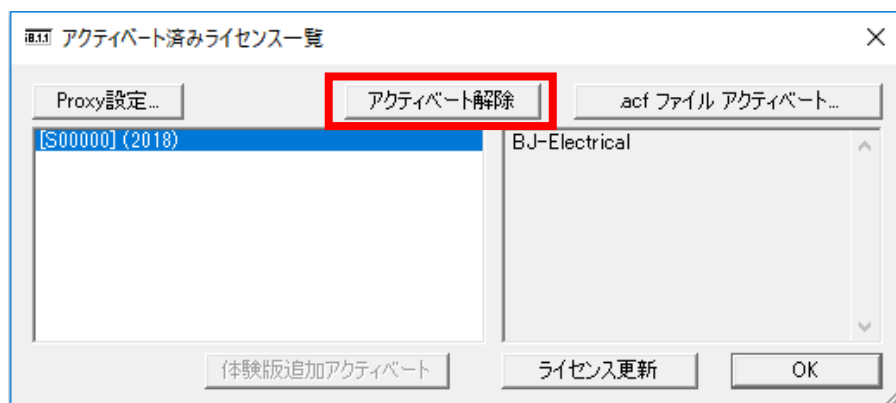 アクティベート済みライセンス一覧
Proxy設定...
アクティベート解除
.acf ファイル アクティベート...
[S00000] (2018)
BJ-Electrical
体験版追加アクティベート
ライセンス更新
OK